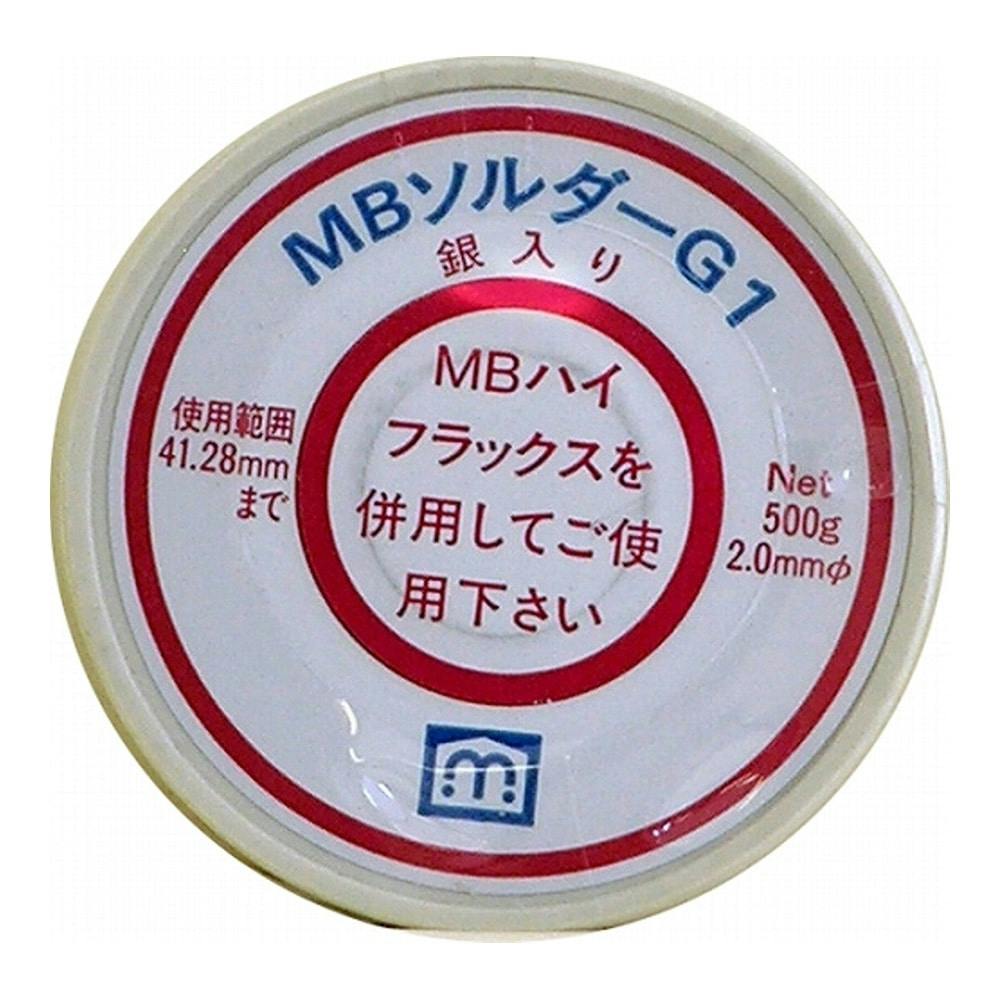 MBソルダーG1
銀入り
MBハイ
フラックスを
併用してご使
用下さい
使用範囲
41.28mm
まで
Net
500g
2.0mmφ
m